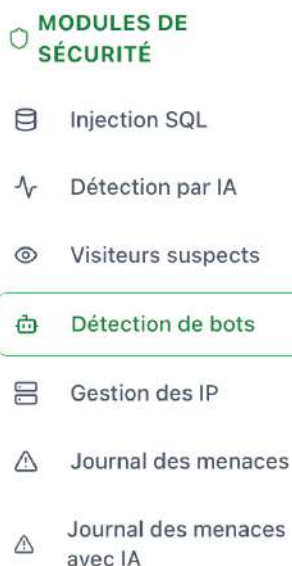 MODULES DE
SÉCURITÉ
Injection SQL
Détection par IA
Visiteurs suspects
Détection de bots
Gestion des IP
Journal des menaces
Journal des menaces
avec IA